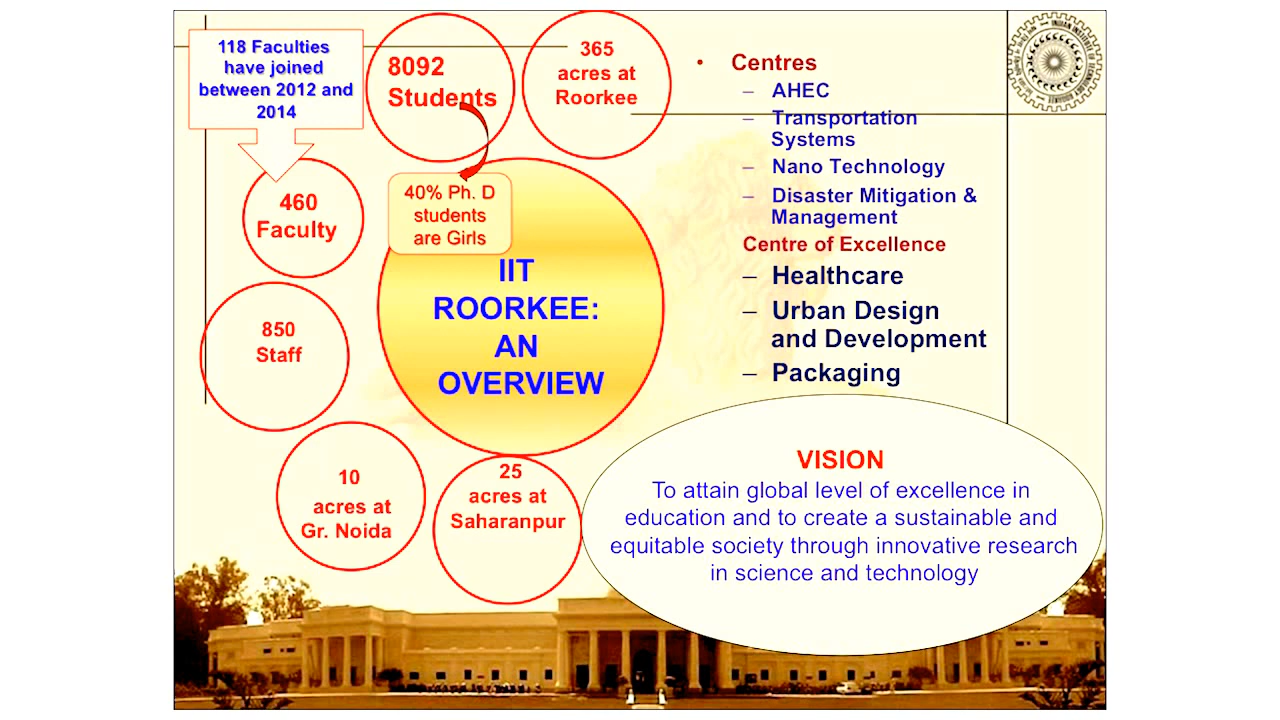 118 Faculties
have joined
between 2012 and
2014
8092
Students
365
acres at
Roorkee
40% Ph. D
students
are Girls
460
Faculty
850
Staff
10
acres at
Gr. Noida
25
acres at
Saharanpur
IIT
ROORKEE:
AN
OVERVIEW
• Centres
– AHEC
– Transportation
Systems
– Nano Technology
– Disaster Mitigation &
Management
Centre of Excellence
– Healthcare
– Urban Design
and Development
– Packaging
VISION
To attain global level of excellence in
education and to create a sustainable and
equitable society through innovative research
in science and technology